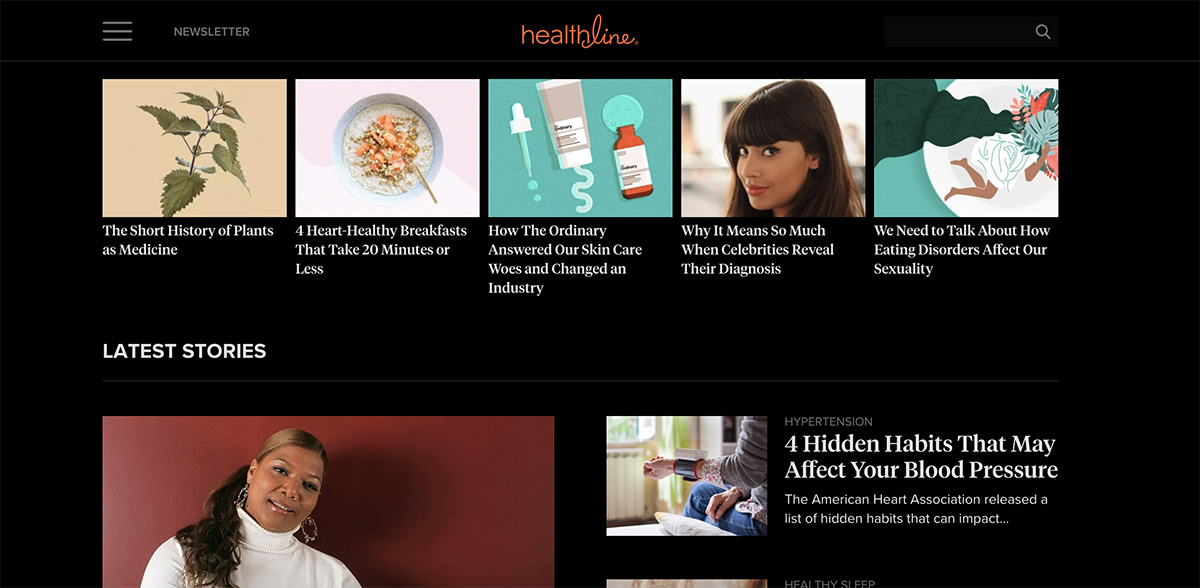 NEWSLETTER
healthline
The Short History of Plants
as Medicine
4 Heart-Healthy Breakfasts
That Take 20 Minutes or
Less
Ordinary.
Ordinary.
How The Ordinary
Answered Our Skin Care
Woes and Changed an
Industry
Why It Means So Much
When Celebrities Reveal
Their Diagnosis
We Need to Talk About How
Eating Disorders Affect Our
Sexuality
LATEST STORIES
HYPERTENSION
4 Hidden Habits That May
Affect Your Blood Pressure
The American Heart Association released a
list of hidden habits that can impact...
HEALTHY SLEEP